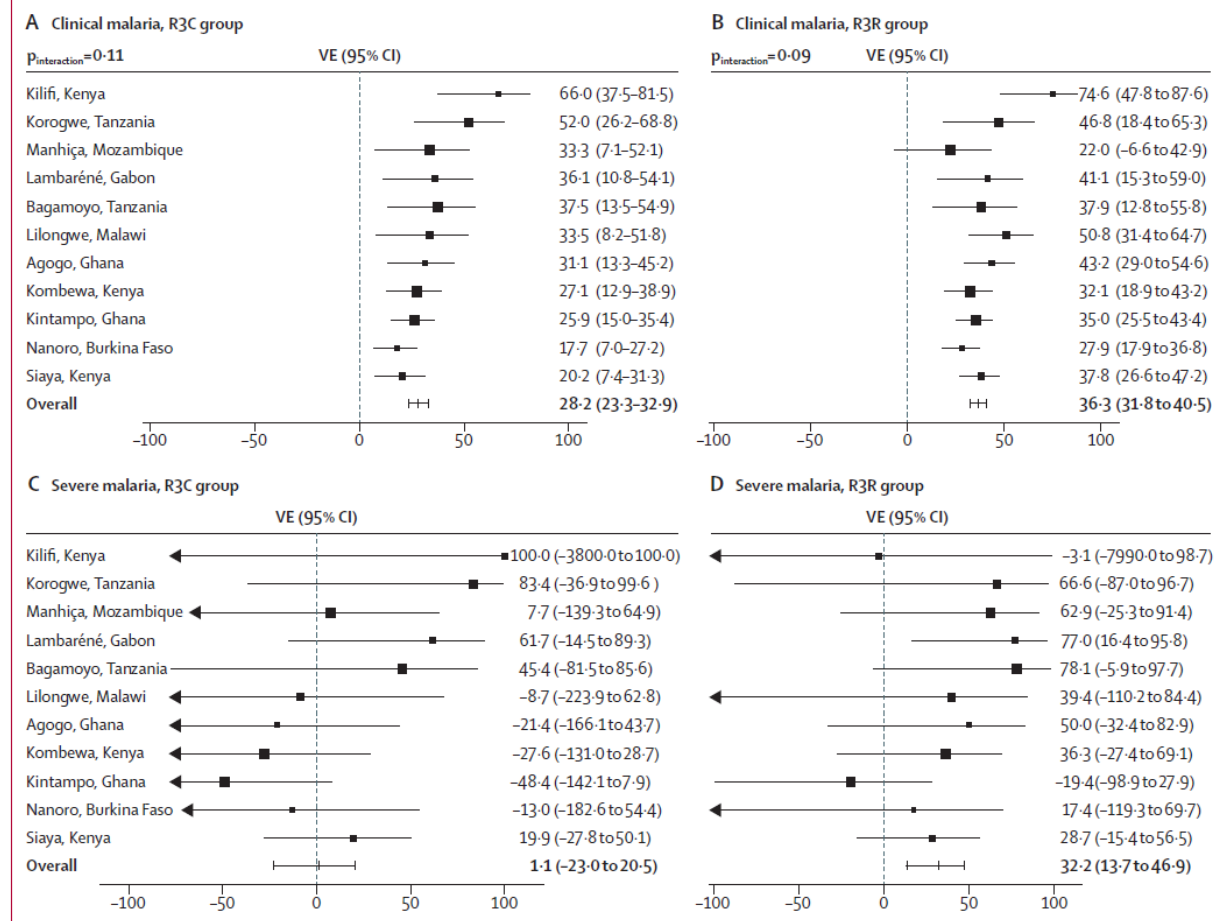 A Clinical malaria, R3C group
p interaction=0·11 VE (95% CI)
Kilifi, Kenya 66·0 (37·5–81·5)
Korogwe, Tanzania 52·0 (26·2–68·8)
Manhiça, Mozambique 33·3 (7·1–52·1)
Lambaréné, Gabon 36·1 (10·8–54·1)
Bagamoyo, Tanzania 37·5 (13·5–54·9)
Lilongwe, Malawi 33·5 (8·2–51·8)
Agogo, Ghana 31·1 (13·3–45·2)
Kombewa, Kenya 27·1 (12·9–38·9)
Kintampo, Ghana 25·9 (15·0–35·4)
Nanoro, Burkina Faso 17·7 (7·0–27·2)
Siaya, Kenya 20·2 (7·4–31·3)
Overall 28·2 (23·3–32·9)
–100 –50 0 50 100
B Clinical malaria, R3R group
p interaction=0·09 VE (95% CI)
74·6 (47·8 to 87·6)
46·8 (18·4 to 65·3)
22·0 (–6·6 to 42·9)
41·1 (15·3 to 59·0)
37·9 (12·8 to 55·8)
50·8 (31·4 to 64·7)
43·2 (29·0 to 54·6)
32·1 (18·9 to 43·2)
35·0 (25·5 to 43·4)
27·9 (17·9 to 36·8)
37·8 (26·6 to 47·2)
36·3 (31·8 to 40·5)
–100 –50 0 50 100
C Severe malaria, R3C group
VE (95% CI)
Kilifi, Kenya 100·0 (–3800·0 to 100·0)
Korogwe, Tanzania 83·4 (–36·9 to 99·6 )
Manhiça, Mozambique 7·7 (–139·3 to 64·9)
Lambaréné, Gabon 61·7 (–14·5 to 89·3)
Bagamoyo, Tanzania 45·4 (–81·5 to 85·6)
Lilongwe, Malawi –8·7 (–223·9 to 62·8)
Agogo, Ghana –21·4 (–166·1 to 43·7)
Kombewa, Kenya –27·6 (–131·0 to 28·7)
Kintampo, Ghana –48·4 (–142·1 to 7·9)
Nanoro, Burkina Faso –13·0 (–182·6 to 54·4)
Siaya, Kenya 19·9 (–27·8 to 50·1)
Overall 1·1 (–23·0 to 20·5)
–100 –50 0 50 100
D Severe malaria, R3R group
VE (95% CI)
–3·1 (–7990·0 to 98·7)
66·6 (–87·0 to 96·7)
62·9 (–25·3 to 91·4)
77·0 (16·4 to 95·8)
78·1 (–5·9 to 97·7)
39·4 (–110·2 to 84·4)
50·0 (–32·4 to 82·9)
36·3 (–27·4 to 69·1)
–19·4 (–98·9 to 27·9)
17·4 (–119·3 to 69·7)
28·7 (–15·4 to 56·5)
32·2 (13·7 to 46·9)
–100 –50 0 50 100